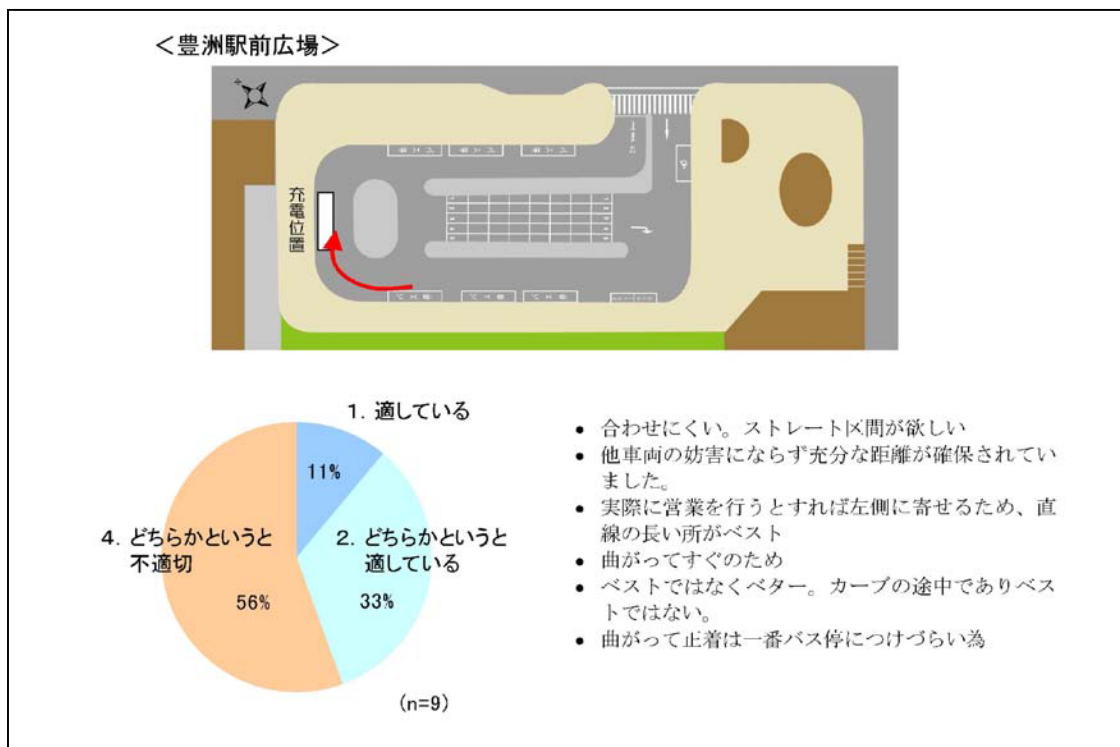 ＜豊洲駅前広場＞
充電位置
1．適している
11%
2．どちらかというと
適している
33%
4．どちらかというと
不適切
56%
(n=9)
• 合わせにくい。ストレート区間が欲しい
• 他車両の妨害にならず充分な距離が確保されてい
ました。
• 実際に営業を行うとすれば左側に寄せるため、直
線の長い所がベスト
• 曲がってすぐのため
• ベストではなくベター。カーブの途中でありベス
トではない。
• 曲がって正着は一番バス停につけづらい為